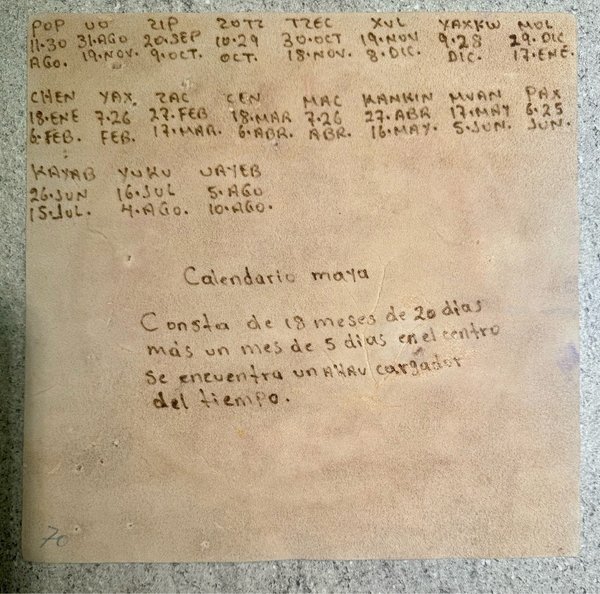 POP UO ZIP ZOTZ TZEC XUL YAXKW MOL
11·30 31·AGO 20·SEP 10·29 30·OCT 19·NOV 9·28 29·DIC
AGO. 19·NOV. 9·OCT. OCT. 18·NOV. 8·DIC. DIC. 17·ENE.
CHEN YAX ZAC CEN MAC KANKIN MUAN PAX
18·ENE 7·26 27·FEB 18·MAR 7·26 27·ABR 17·MAY 6·25
6·FEB. FEB. 17·MAR. 6·ABR. ABR. 16·MAY. 5·JUN. JUN.
KAYAB YUKU UAYEB
26·JUN 16·JUL 5·AGO
15·JUL. 4·AGO. 10·AGO.
Calendario maya
Consta de 18 meses de 20 dias
más un mes de 5 dias en el centro
se encuentra un AHAU cargador
del tiempo.
70